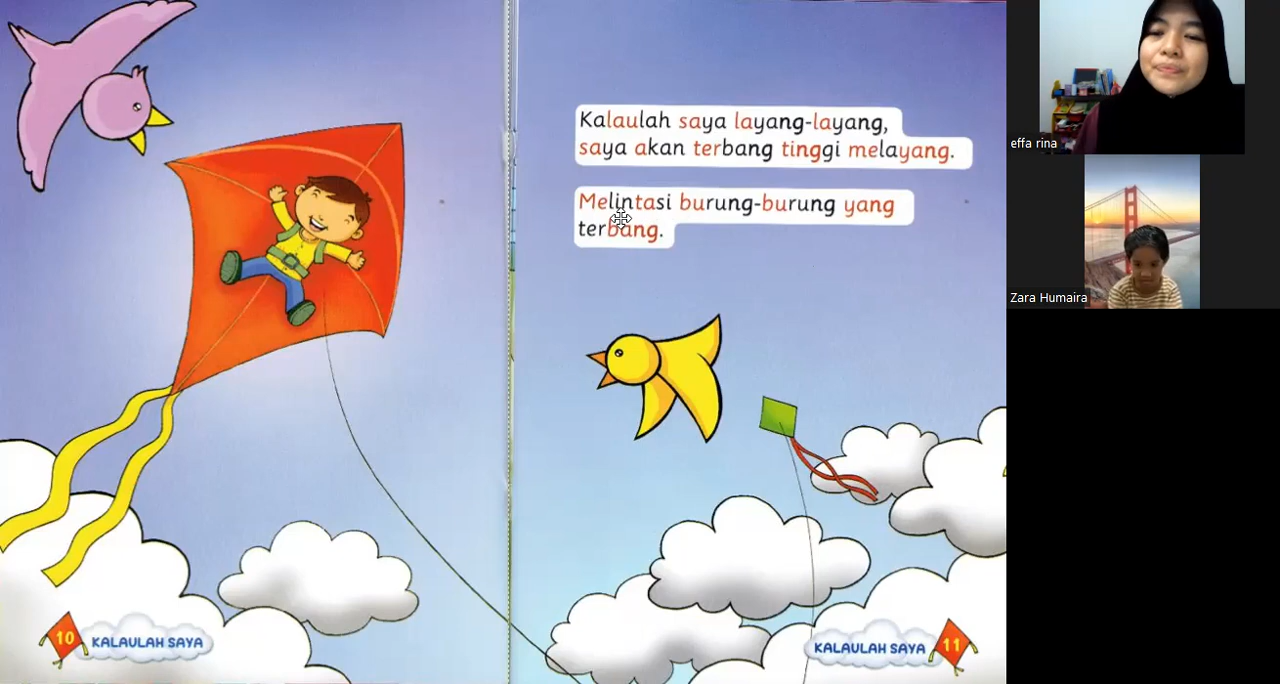 Kalaulah saya layang-layang,
saya akan terbang tinggi melayang.
Melintasi burung-burung yang
terbang.
10 KALAULAH SAYA
KALAULAH SAYA 11
effa rina
Zara Humaira